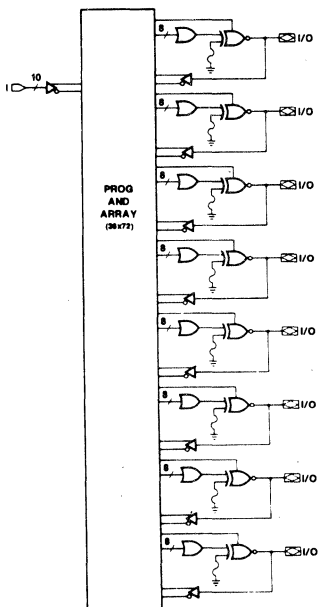 8 I/O
I 10
8 I/O
8 I/O
PROG
AND
ARRAY
(36x72)
8 I/O
8 I/O
8 I/O
8 I/O
8 I/O